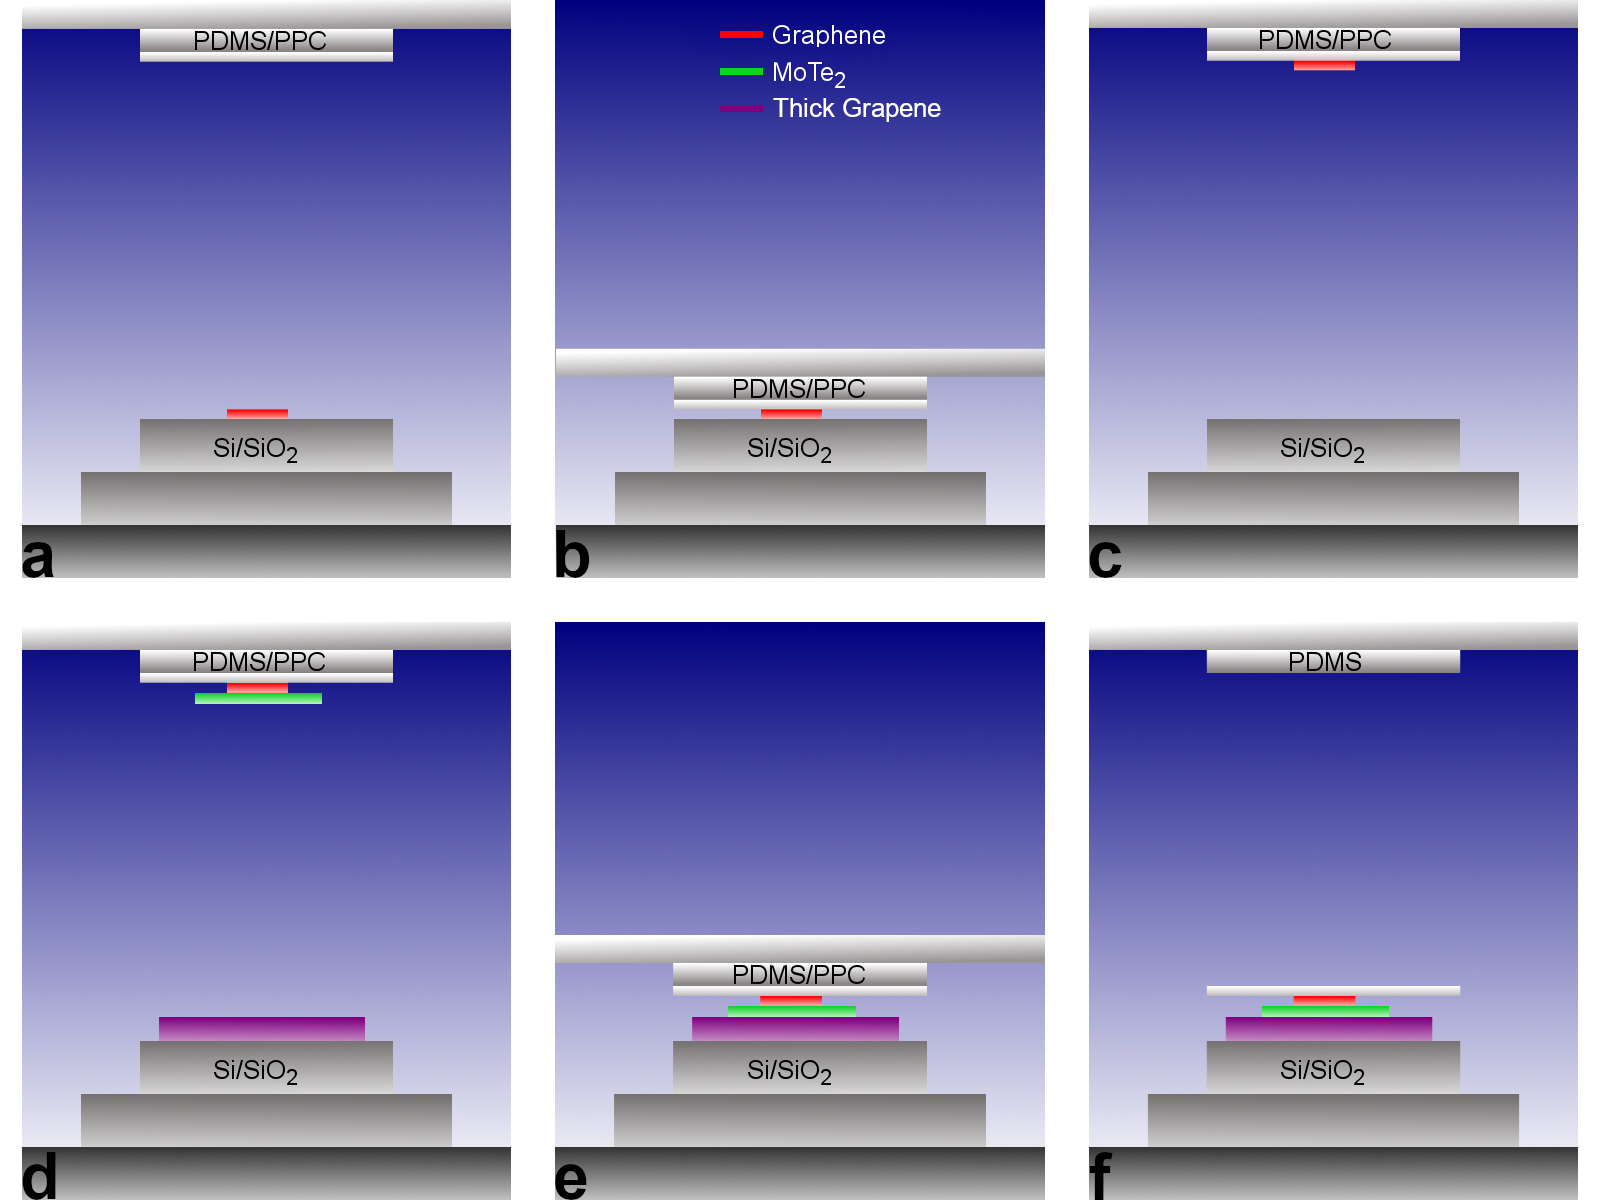 PDMS/PPC
Si/SiO2
a
Graphene
MoTe2
Thick Grapene
PDMS/PPC
Si/SiO2
b
PDMS/PPC
Si/SiO2
c
PDMS/PPC
Si/SiO2
d
PDMS/PPC
Si/SiO2
e
PDMS
Si/SiO2
f